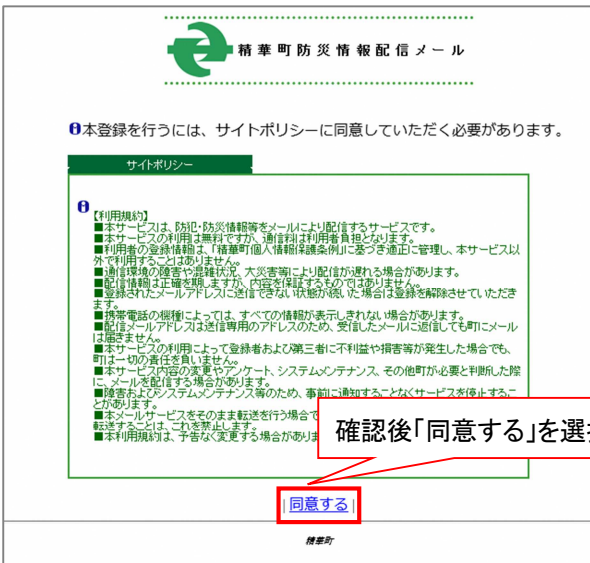 精華町防災情報配信メール
本登録を行うには、サイトポリシーに同意していただく必要があります。
サイトポリシー
【利用規約】
■本サービスは、防犯・防災情報等をメールにより配信するサービスです。
■本サービスの利用は無料ですが、通信料は利用者負担となります。
■利用者の登録情報は、「精華町個人情報保護条例」に基づき適正に管理し、本サービス以
外で利用することはありません。
■通信環境の障害や混雑状況、大災害等により配信が遅れる場合があります。
■配信情報は正確を期しますが、内容を保証するものではありません。
■登録されたメールアドレスに送信できない状態が続いた場合は登録を解除させていただき
ます。
■携帯電話の機種によっては、すべての情報が表示しきれない場合があります。
■配信メールアドレスは送信専用のアドレスのため、受信したメールに返信しても町にメール
は届きません。
■本サービスの利用によって登録者および第三者に不利益や損害等が発生した場合でも、
町は一切の責任を負いません。
■本サービス内容の変更やアンケート、システムメンテナンス、その他町が必要と判断した際
に、メールを配信する場合があります。
■障害およびシステムメンテナンス等のため、事前に通知することなくサービスを停止するこ
とがあります。
■本メールサービスをそのまま転送を行う場合で
転送することは、これを禁止します。
■本利用規約は、予告なく変更する場合がありま
確認後「同意する」を選
|同意する|
精華町